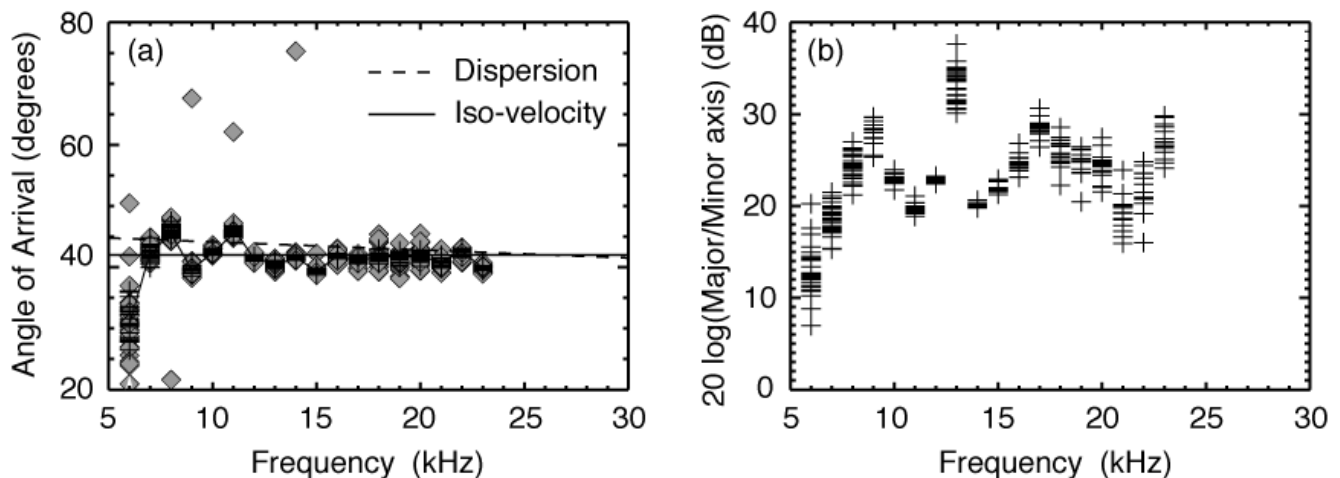 80
60
40
20
5
10
15
20
25
30
Angle of Arrival (degrees)
Frequency (kHz)
(a)
Dispersion
Iso-velocity
40
30
20
10
0
5
10
15
20
25
30
20 log(Major/Minor axis) (dB)
Frequency (kHz)
(b)